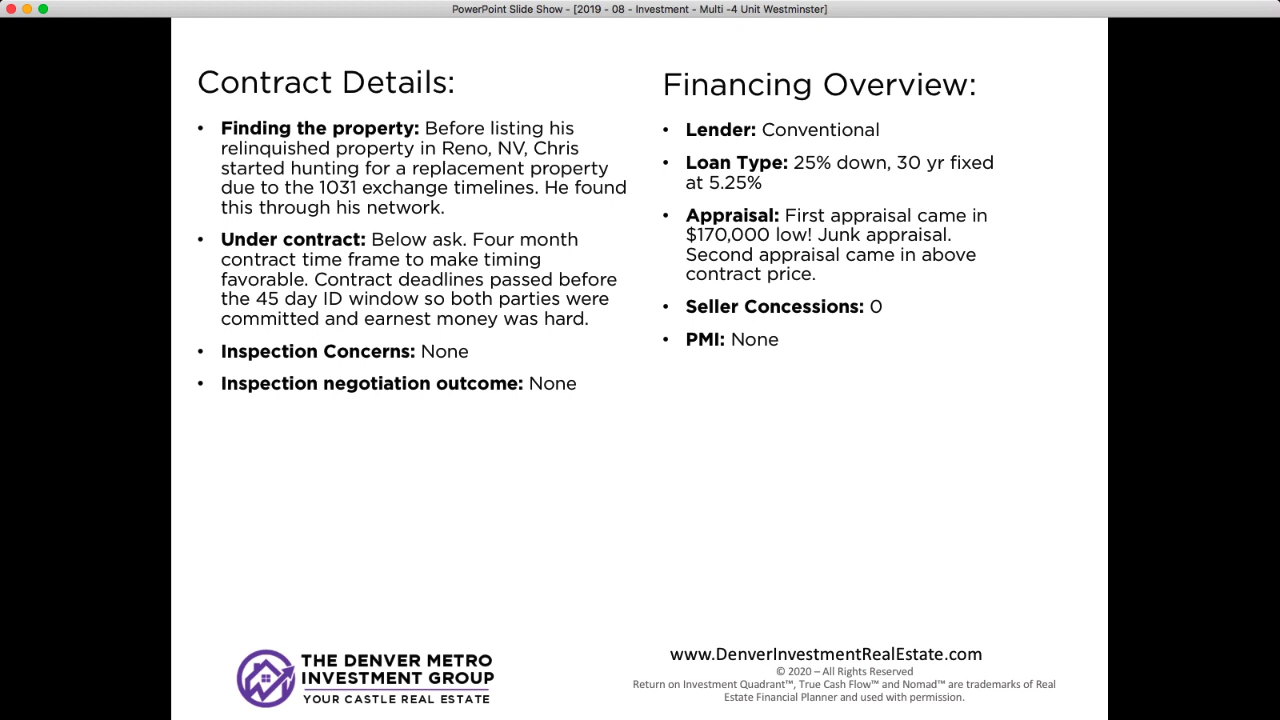 PowerPoint Slide Show - [2019 - 08 - Investment - Multi -4 Unit Westminster]
Contract Details:
• Finding the property: Before listing his
relinquished property in Reno, NV, Chris
started hunting for a replacement property
due to the 1031 exchange timelines. He found
this through his network.
• Under contract: Below ask. Four month
contract time frame to make timing
favorable. Contract deadlines passed before
the 45 day ID window so both parties were
committed and earnest money was hard.
• Inspection Concerns: None
• Inspection negotiation outcome: None
Financing Overview:
• Lender: Conventional
• Loan Type: 25% down, 30 yr fixed
at 5.25%
• Appraisal: First appraisal came in
$170,000 low! Junk appraisal.
Second appraisal came in above
contract price.
• Seller Concessions: 0
• PMI: None
THE DENVER METRO
INVESTMENT GROUP
YOUR CASTLE REAL ESTATE
www.DenverInvestmentRealEstate.com
© 2020 – All Rights Reserved
Return on Investment Quadrant™, True Cash Flow™ and Nomad™ are trademarks of Real
Estate Financial Planner and used with permission.